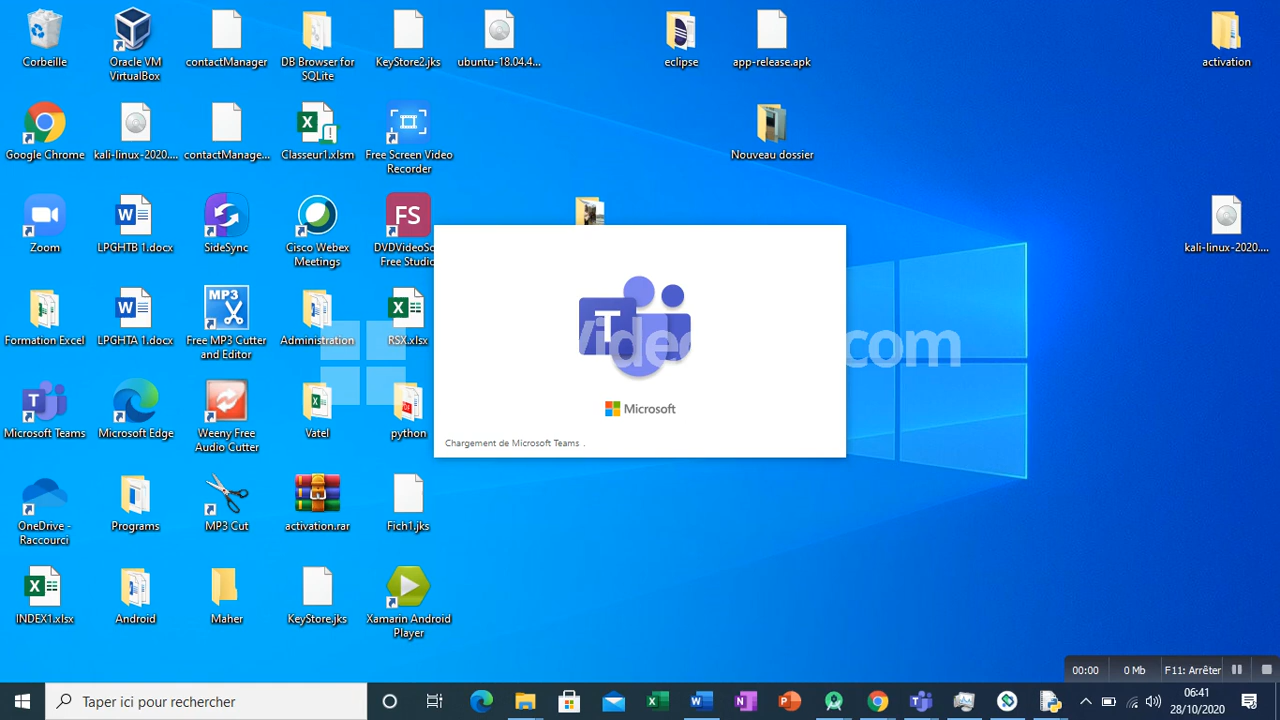 Corbeille
Oracle VM
VirtualBox
contactManager
DB Browser for
SQLite
KeyStore2.jks
ubuntu-18.04.4...
eclipse
app-release.apk
activation
Google Chrome
kali-linux-2020....
contactManage...
Classeur1.xlsm
Free Screen Video
Recorder
Nouveau dossier
Zoom
LPGHTB 1.docx
SideSync
Cisco Webex
Meetings
FS
DVDVideoSo
Free Studio
kali-linux-2020....
Formation Excel
LPGHTA 1.docx
MP3
Free MP3 Cutter
and Editor
Administration
RSX.xlsx
Video
.com
T
Microsoft
Chargement de Microsoft Teams .
Microsoft Teams
Microsoft Edge
Weeny Free
Audio Cutter
Vatel
python
OneDrive -
Raccourci
Programs
MP3 Cut
activation.rar
Fich1.jks
INDEX1.xlsx
Android
Maher
KeyStore.jks
Xamarin Android
Player
00:00
0 Mb
F11: Arrêter
Taper ici pour rechercher
06:41
28/10/2020